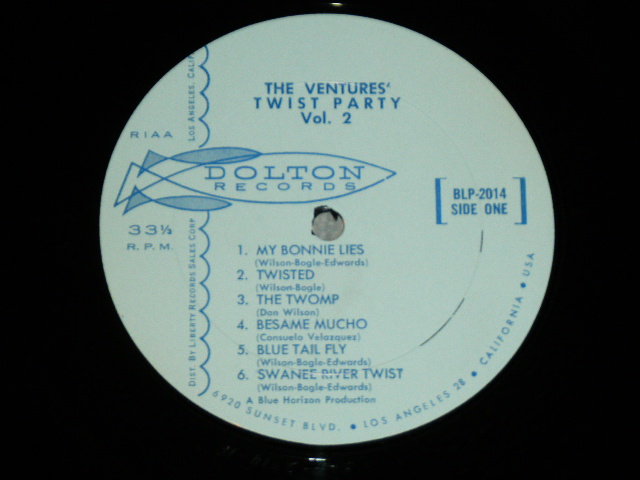 THE VENTURES'
TWIST PARTY
Vol. 2
RIAA
DOLTON
RECORDS
BLP-2014
SIDE ONE
33⅓
R.P.M.
1. MY BONNIE LIES
(Wilson-Bogle-Edwards)
2. TWISTED
(Wilson-Bogle)
3. THE TWOMP
(Don Wilson)
4. BESAME MUCHO
(Consuelo Velazquez)
5. BLUE TAIL FLY
(Wilson-Bogle-Edwards)
6. SWANEE RIVER TWIST
(Wilson-Bogle-Edwards)
A Blue Horizon Production
DIST. BY LIBERTY RECORDS SALES CORP
LOS ANGELES, CALIF
6920 SUNSET BLVD. • LOS ANGELES 28 • CALIFORNIA • USA